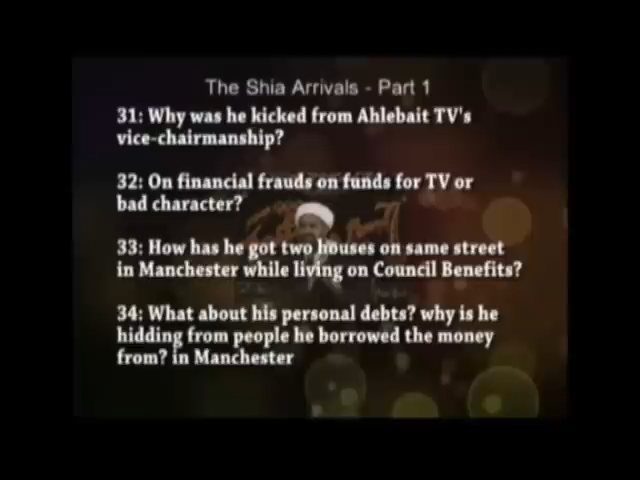 The Shia Arrivals - Part 1
31: Why was he kicked from Ahlebait TV's
vice-chairmanship?
32: On financial frauds on funds for TV or
bad character?
33: How has he got two houses on same street
in Manchester while living on Council Benefits?
34: What about his personal debts? why is he
hidding from people he borrowed the money
from? in Manchester